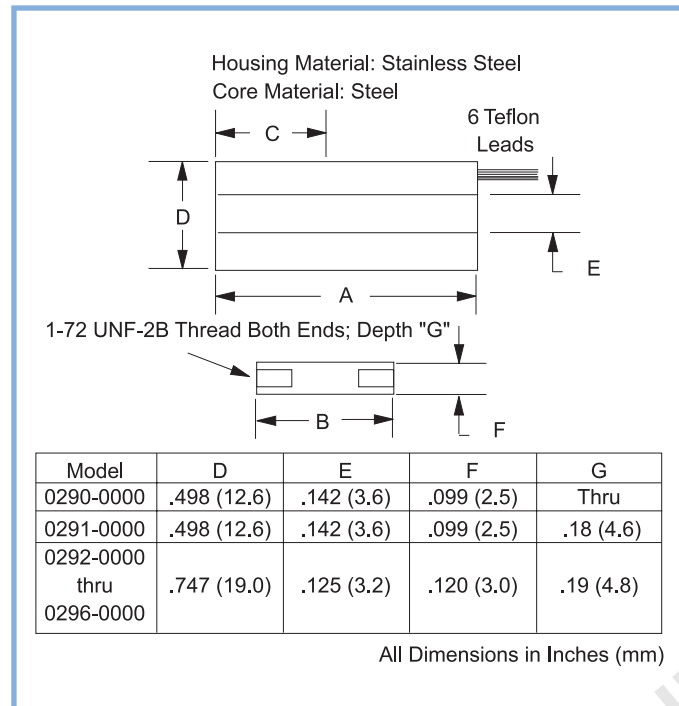 Housing Material: Stainless Steel
Core Material: Steel
6 Teflon
Leads
C
D
E
A
1-72 UNF-2B Thread Both Ends; Depth "G"
B
F
Model D E F G
0290-0000 .498 (12.6) .142 (3.6) .099 (2.5) Thru
0291-0000 .498 (12.6) .142 (3.6) .099 (2.5) .18 (4.6)
0292-0000
thru
0296-0000 .747 (19.0) .125 (3.2) .120 (3.0) .19 (4.8)
All Dimensions in Inches (mm)